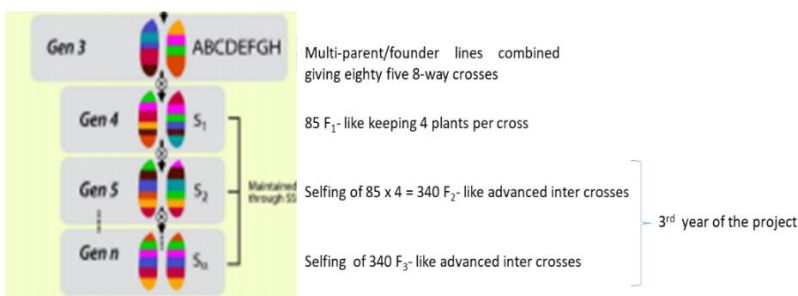 Gen 3 ABCDEFGH
Multi-parent/founder lines combined
giving eighty five 8-way crosses
Gen 4 S1
85 F1- like keeping 4 plants per cross
Gen 5 S2
Maintained
through SS
Selfing of 85 x 4 = 340 F2- like advanced inter crosses
3rd year of the project
Gen n
Selfing of 340 F3- like advanced inter crosses